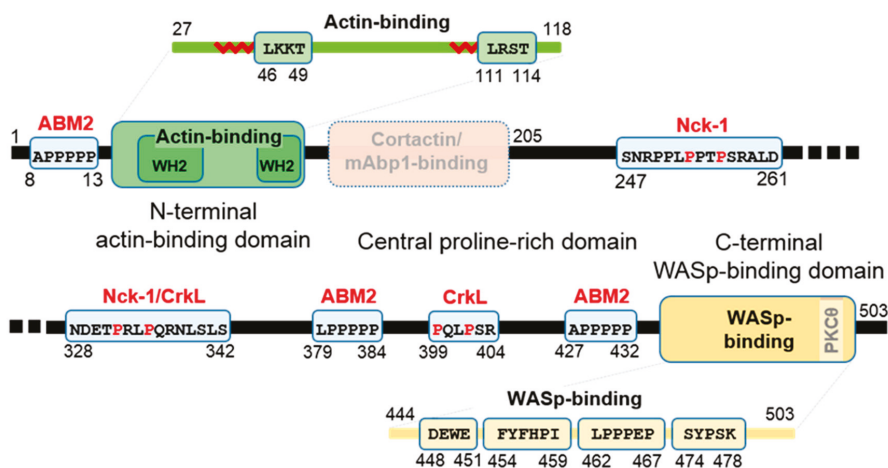 27 Actin-binding 118
LKKT LRST
46 49 111 114
1 ABM2 Actin-binding Cortactin/ 205 Nck-1
APPPPP WH2 WH2 mAbp1-binding SNRPPLPPTPSRALD
8 13 247 261
N-terminal
actin-binding domain
Central proline-rich domain
C-terminal
WASp-binding domain
Nck-1/CrkL ABM2 CrkL ABM2 503
NDETPRLPQRNLSLS LPPPPP PQLPSR APPPPP WASp-
binding PKCθ
328 342 379 384 399 404 427 432
444 WASp-binding 503
DEWE FYFHPI LPPPEP SYPSK
448 451 454 459 462 467 474 478